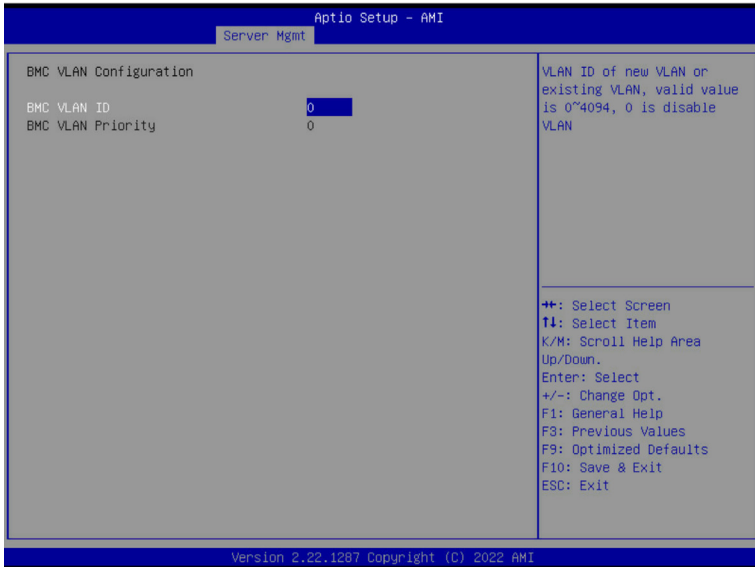 Aptio Setup – AMI
Server Mgmt
BMC VLAN Configuration
BMC VLAN ID 0
BMC VLAN Priority 0
VLAN ID of new VLAN or
existing VLAN, valid value
is 0~4094, 0 is disable
VLAN
→←: Select Screen
↑↓: Select Item
K/M: Scroll Help Area
Up/Down.
Enter: Select
+/-: Change Opt.
F1: General Help
F3: Previous Values
F9: Optimized Defaults
F10: Save & Exit
ESC: Exit
Version 2.22.1287 Copyright (C) 2022 AMI